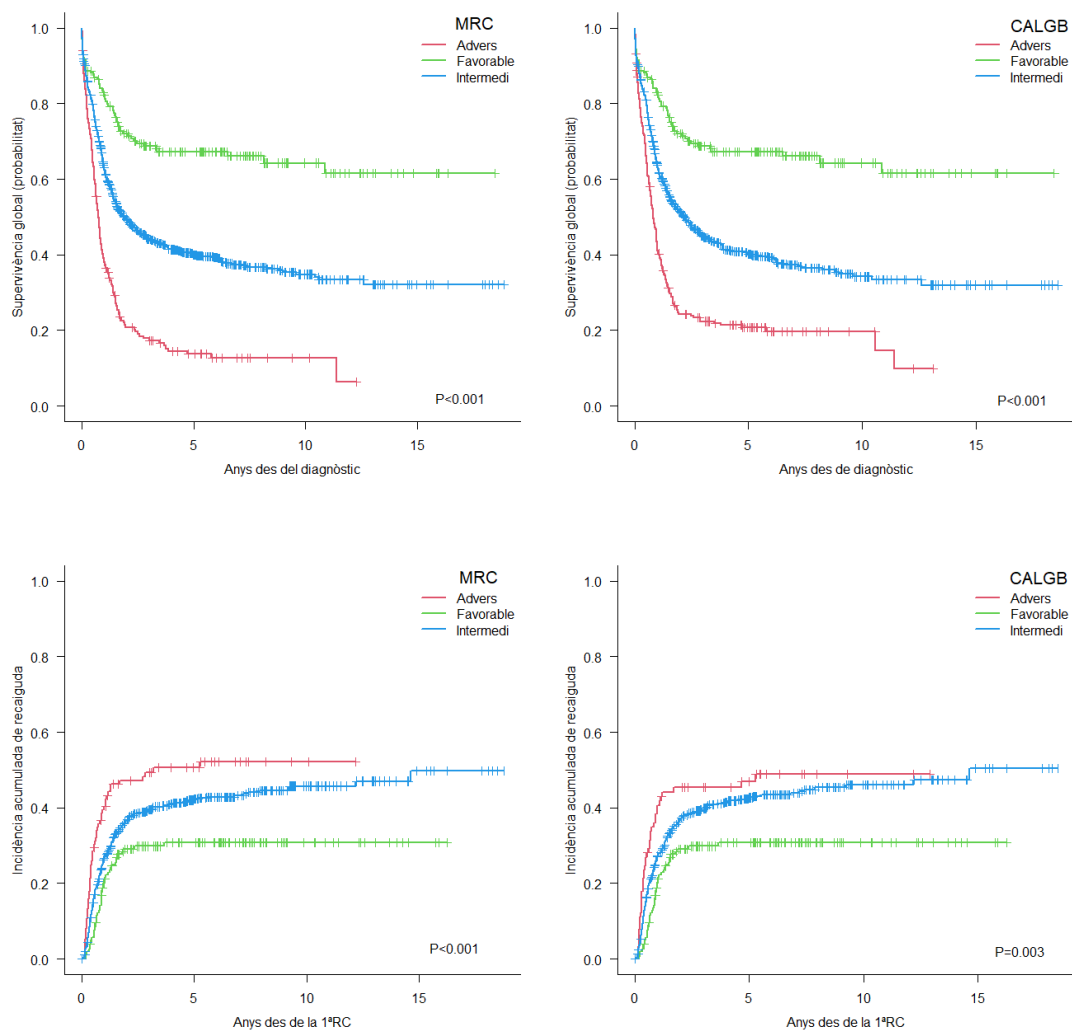 MRC
Advers
Favorable
Intermedi
Supervivència global (probabilitat)
1.0
0.8
0.6
0.4
0.2
0.0
P<0.001
0 5 10 15
Anys des del diagnòstic
CALGB
Advers
Favorable
Intermedi
Supervivència global (probabilitat)
1.0
0.8
0.6
0.4
0.2
0.0
P<0.001
0 5 10 15
Anys des de diagnòstic
MRC
Advers
Favorable
Intermedi
Incidència acumulada de recaiguda
1.0
0.8
0.6
0.4
0.2
0.0
P<0.001
0 5 10 15
Anys des de la 1ªRC
CALGB
Advers
Favorable
Intermedi
Incidència acumulada de recaiguda
1.0
0.8
0.6
0.4
0.2
0.0
P=0.003
0 5 10 15
Anys des de la 1ªRC